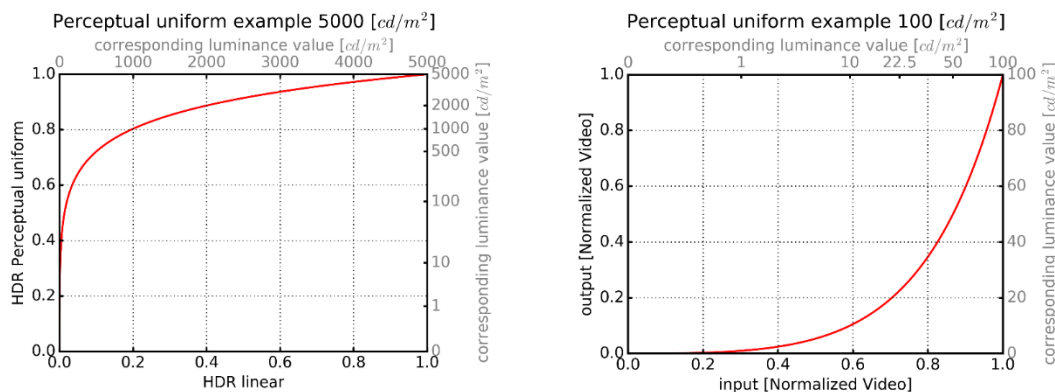 Perceptual uniform example 5000 [cd/m²]
corresponding luminance value [cd/m²]
0 1000 2000 3000 4000 5000
1.0
0.8
0.6
0.4
0.2
0.0
HDR Perceptual uniform
5000
2000
1000
500
100
10
1
0
corresponding luminance value [cd/m²]
0.0 0.2 0.4 0.6 0.8 1.0
HDR linear
Perceptual uniform example 100 [cd/m²]
corresponding luminance value [cd/m²]
0 1 10 22.5 50 100
1.0
0.8
0.6
0.4
0.2
0.0
output [Normalized Video]
100
80
60
40
20
0
corresponding luminance value [cd/m²]
0.0 0.2 0.4 0.6 0.8 1.0
input [Normalized Video]